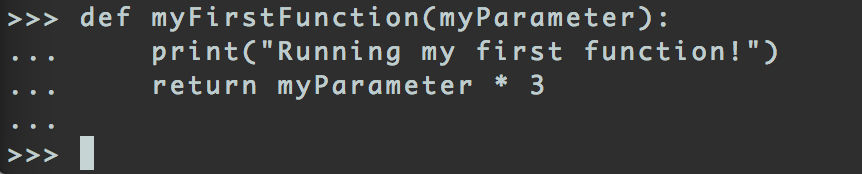 >>> def myFirstFunction(myParameter):
...     print("Running my first function!")
...     return myParameter * 3
...
>>>